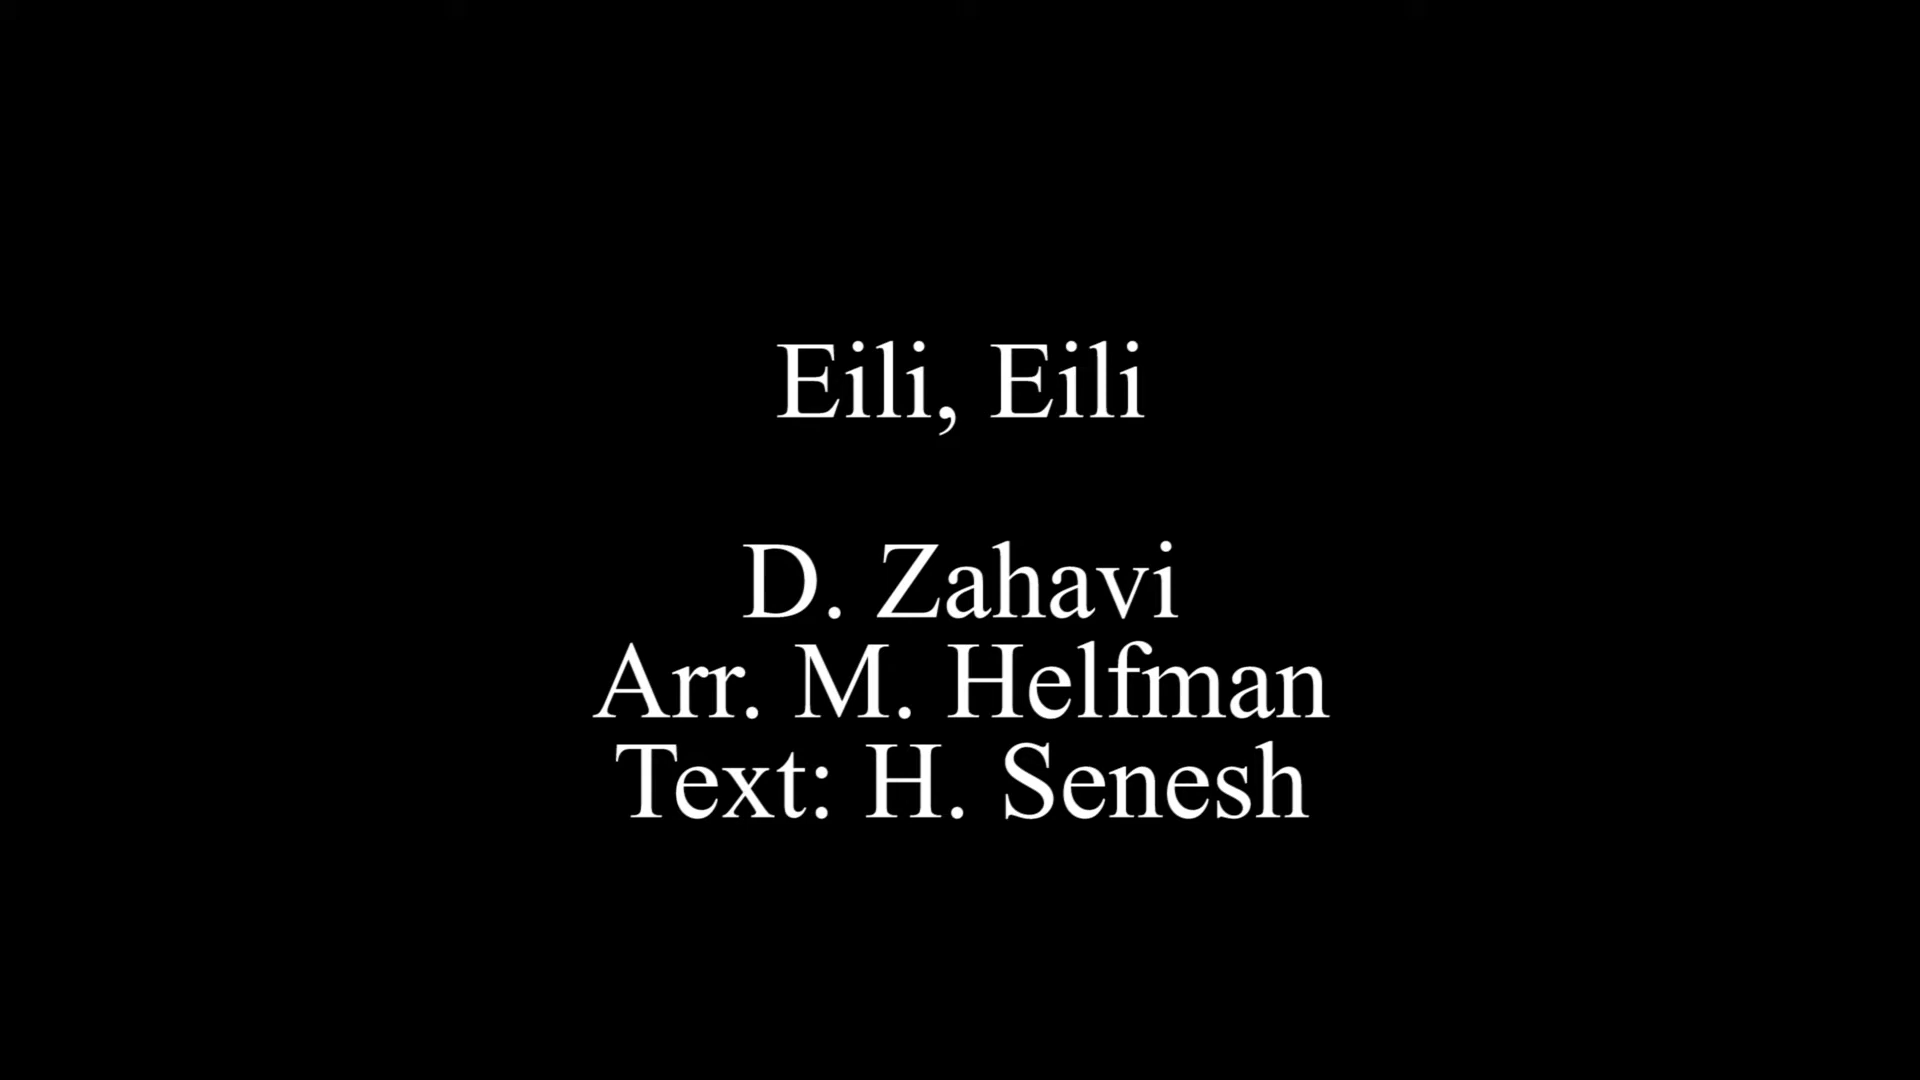 Eili, Eili
D. Zahavi
Arr. M. Helfman
Text: H. Senesh